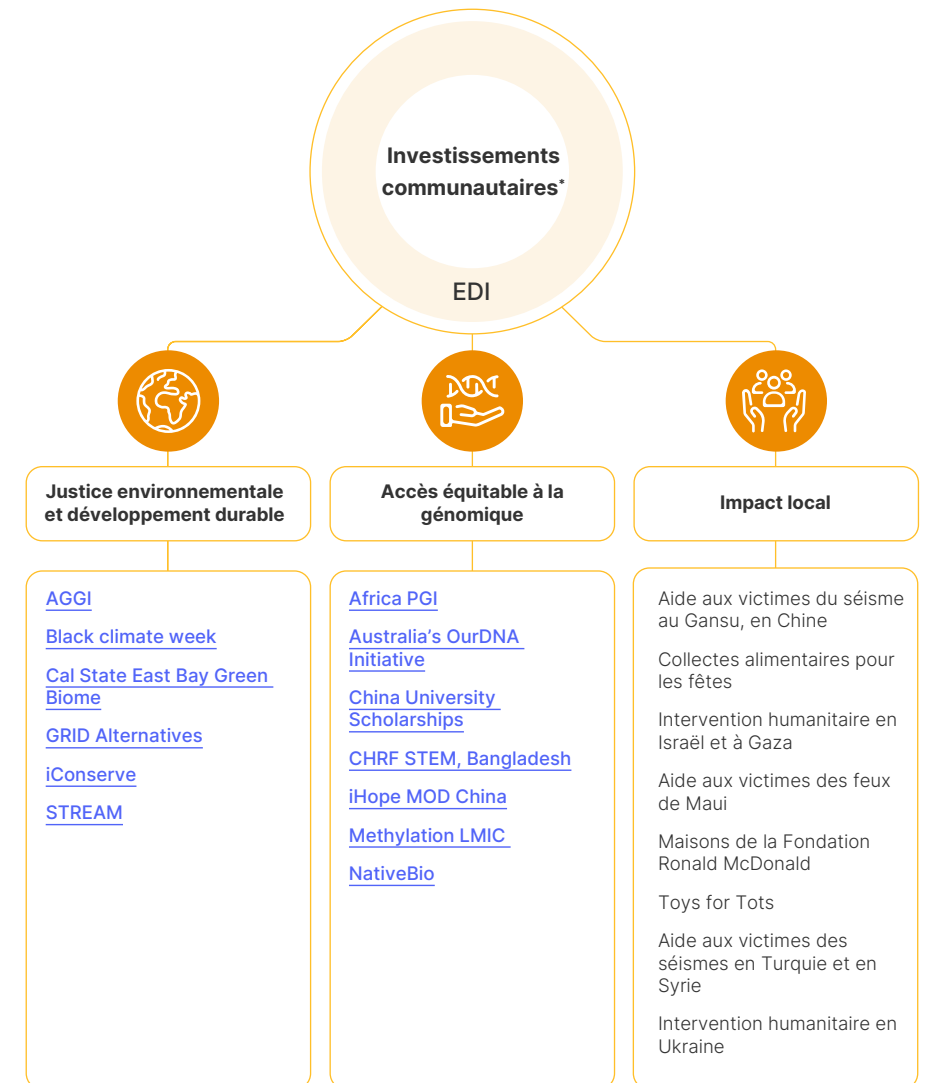 Investissements
communautaires*
EDI
Justice environnementale
et développement durable
AGGI
Black climate week
Cal State East Bay Green
Biome
GRID Alternatives
iConserve
STREAM
Accès équitable à la
génomique
Africa PGI
Australia’s OurDNA
Initiative
China University
Scholarships
CHRF STEM, Bangladesh
iHope MOD China
Methylation LMIC
NativeBio
Impact local
Aide aux victimes du séisme
au Gansu, en Chine
Collectes alimentaires pour
les fêtes
Intervention humanitaire en
Israël et à Gaza
Aide aux victimes des feux
de Maui
Maisons de la Fondation
Ronald McDonald
Toys for Tots
Aide aux victimes des
séismes en Turquie et en
Syrie
Intervention humanitaire en
Ukraine